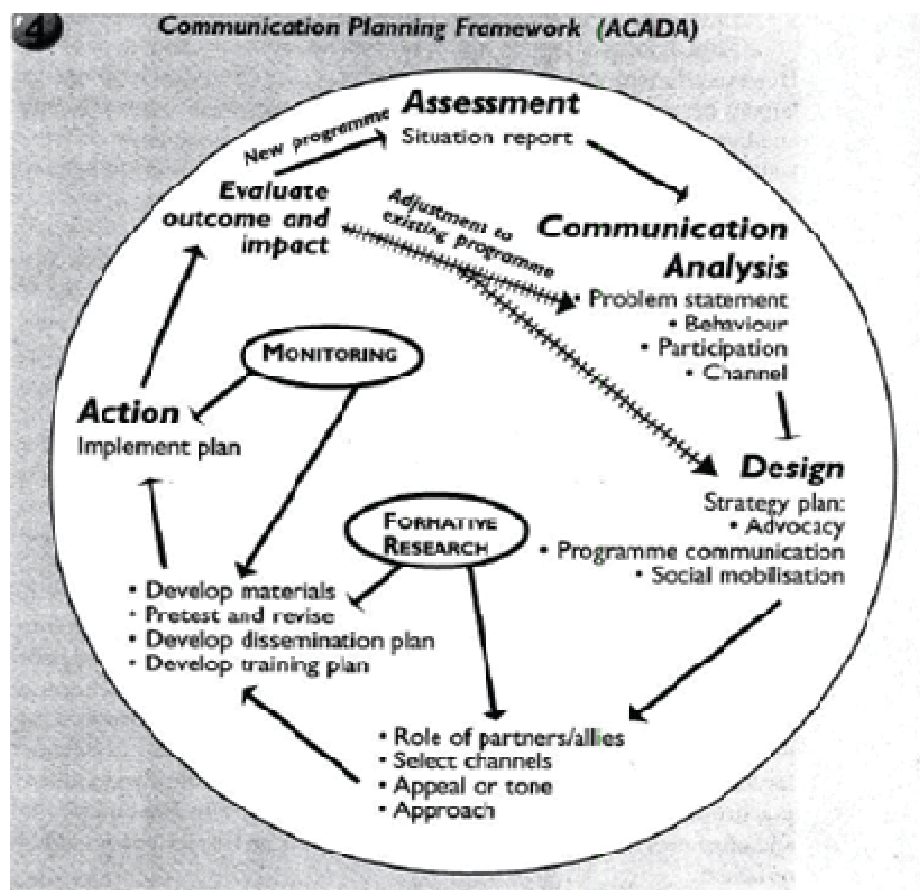 4
Communication Planning Framework (ACADA)
Assessment
Situation report
New programme
Evaluate
outcome and
impact
Adjustment to
existing programme
Communication
Analysis
• Problem statement
• Behaviour
• Participation
• Channel
MONITORING
Action
Implement plan
Design
Strategy plan:
• Advocacy
• Programme communication
• Social mobilisation
FORMATIVE
RESEARCH
• Develop materials
• Pretest and revise
• Develop dissemination plan
• Develop training plan
• Role of partners/allies
• Select channels
• Appeal or tone
• Approach